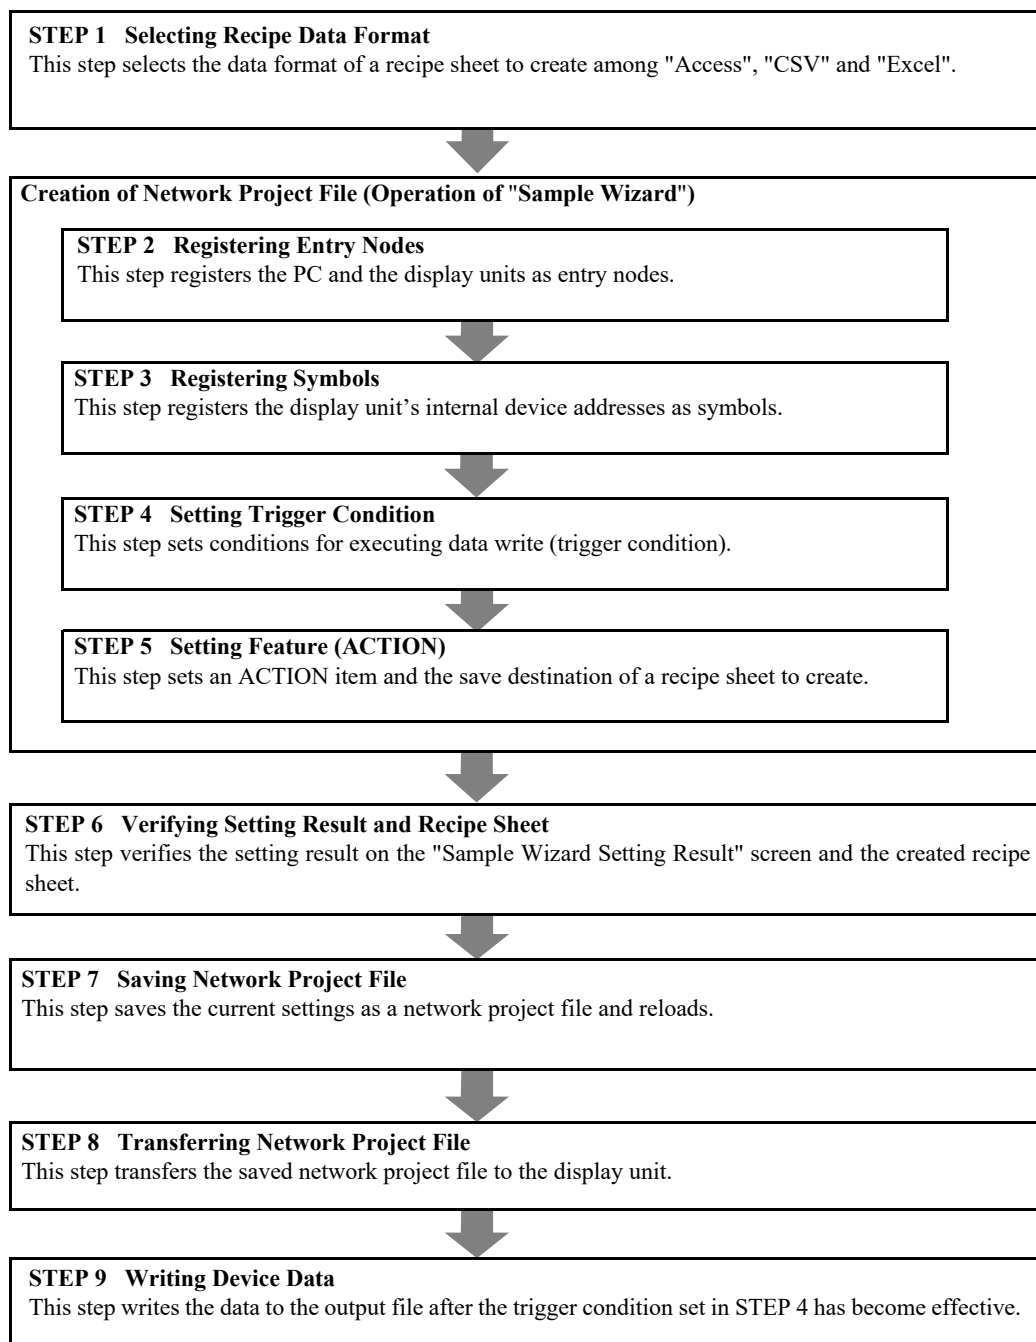 STEP 1 Selecting Recipe Data Format
This step selects the data format of a recipe sheet to create among "Access", "CSV" and "Excel".
Creation of Network Project File (Operation of "Sample Wizard")
STEP 2 Registering Entry Nodes
This step registers the PC and the display units as entry nodes.
STEP 3 Registering Symbols
This step registers the display unit’s internal device addresses as symbols.
STEP 4 Setting Trigger Condition
This step sets conditions for executing data write (trigger condition).
STEP 5 Setting Feature (ACTION)
This step sets an ACTION item and the save destination of a recipe sheet to create.
STEP 6 Verifying Setting Result and Recipe Sheet
This step verifies the setting result on the "Sample Wizard Setting Result" screen and the created recipe
sheet.
STEP 7 Saving Network Project File
This step saves the current settings as a network project file and reloads.
STEP 8 Transferring Network Project File
This step transfers the saved network project file to the display unit.
STEP 9 Writing Device Data
This step writes the data to the output file after the trigger condition set in STEP 4 has become effective.